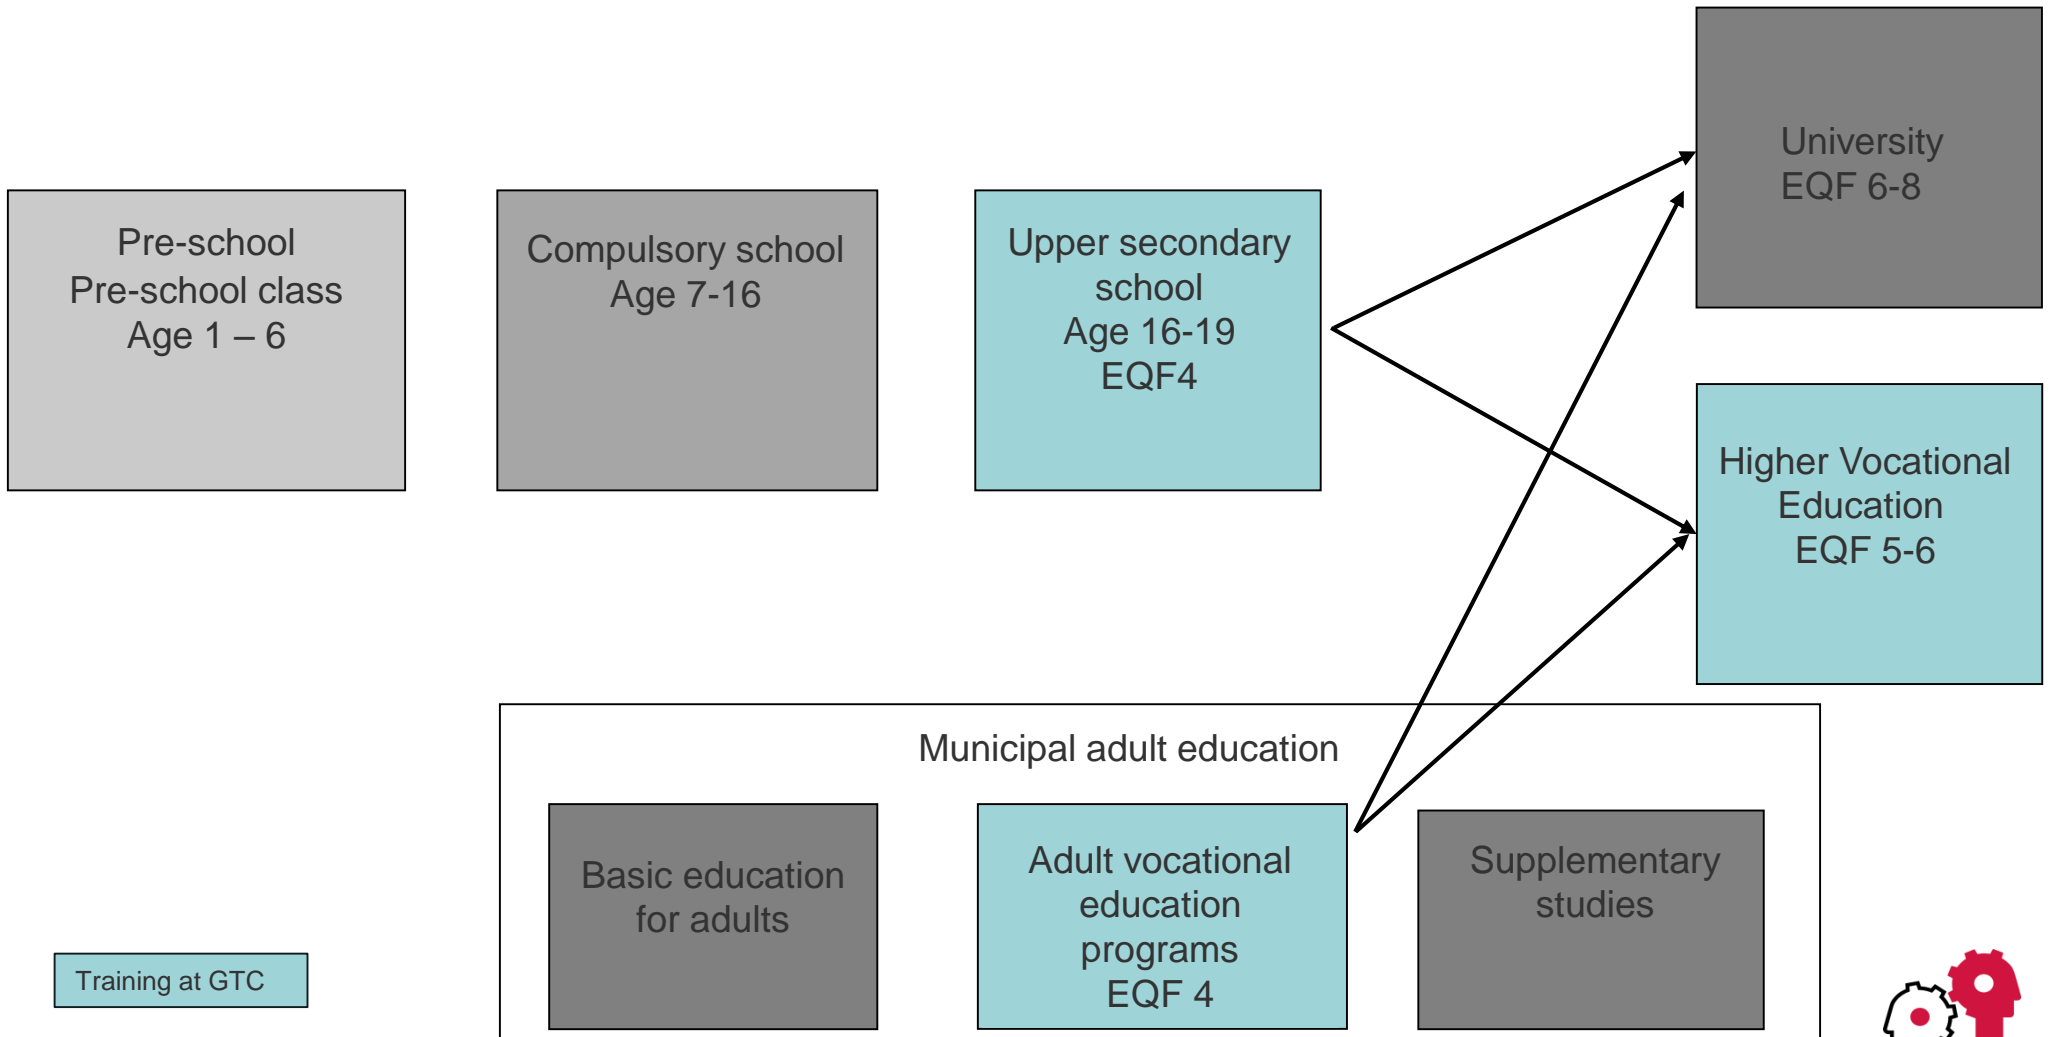 Pre-school
Pre-school class
Age 1 – 6
Compulsory school
Age 7-16
Upper secondary
school
Age 16-19
EQF4
University
EQF 6-8
Higher Vocational
Education
EQF 5-6
Municipal adult education
Basic education
for adults
Adult vocational
education
programs
EQF 4
Supplementary
studies
Training at GTC